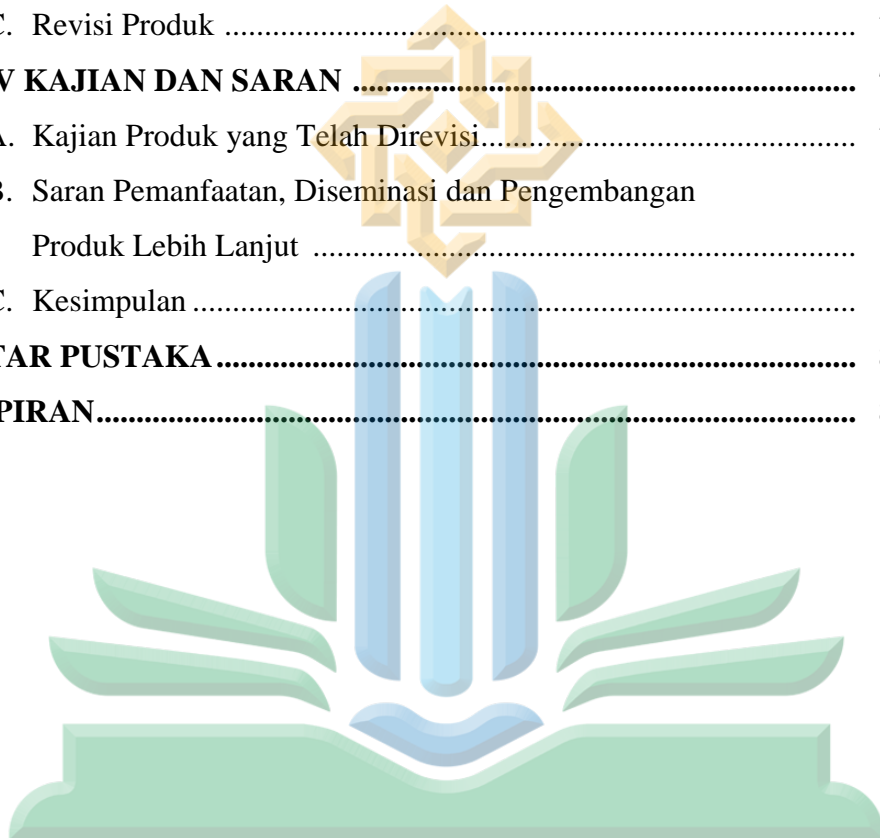 C. Revisi Produk ................................................................................
V KAJIAN DAN SARAN ...............................................................
A. Kajian Produk yang Telah Direvisi...............................................
B. Saran Pemanfaatan, Diseminasi dan Pengembangan
Produk Lebih Lanjut ....................................................................
C. Kesimpulan ....................................................................................
TAR PUSTAKA ................................................................................
PIRAN...............................................................................................